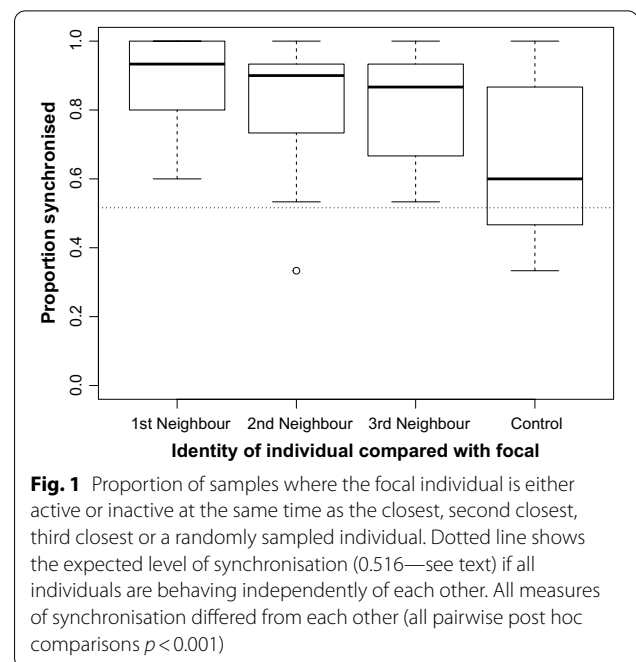 1.0
0.8
0.6
0.4
0.2
0.0
Proportion synchronised
1st Neighbour 2nd Neighbour 3rd Neighbour Control
Identity of individual compared with focal
Fig. 1 Proportion of samples where the focal individual is either
active or inactive at the same time as the closest, second closest,
third closest or a randomly sampled individual. Dotted line shows
the expected level of synchronisation (0.516—see text) if all
individuals are behaving independently of each other. All measures
of synchronisation differed from each other (all pairwise post hoc
comparisons p < 0.001)